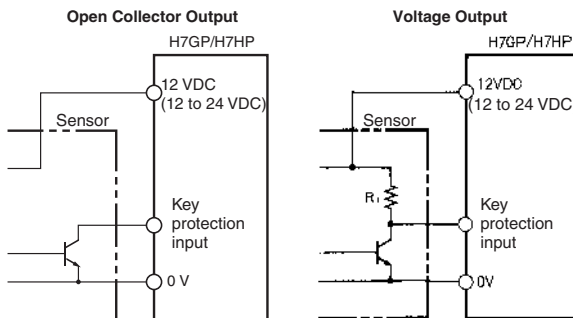 Open Collector Output
H7GP/H7HP
12 VDC
(12 to 24 VDC)
Sensor
Key
protection
input
0 V
Voltage Output
H7GP/H7HP
12VDC
(12 to 24 VDC
Sensor
R₁
Key
protection
input
0V